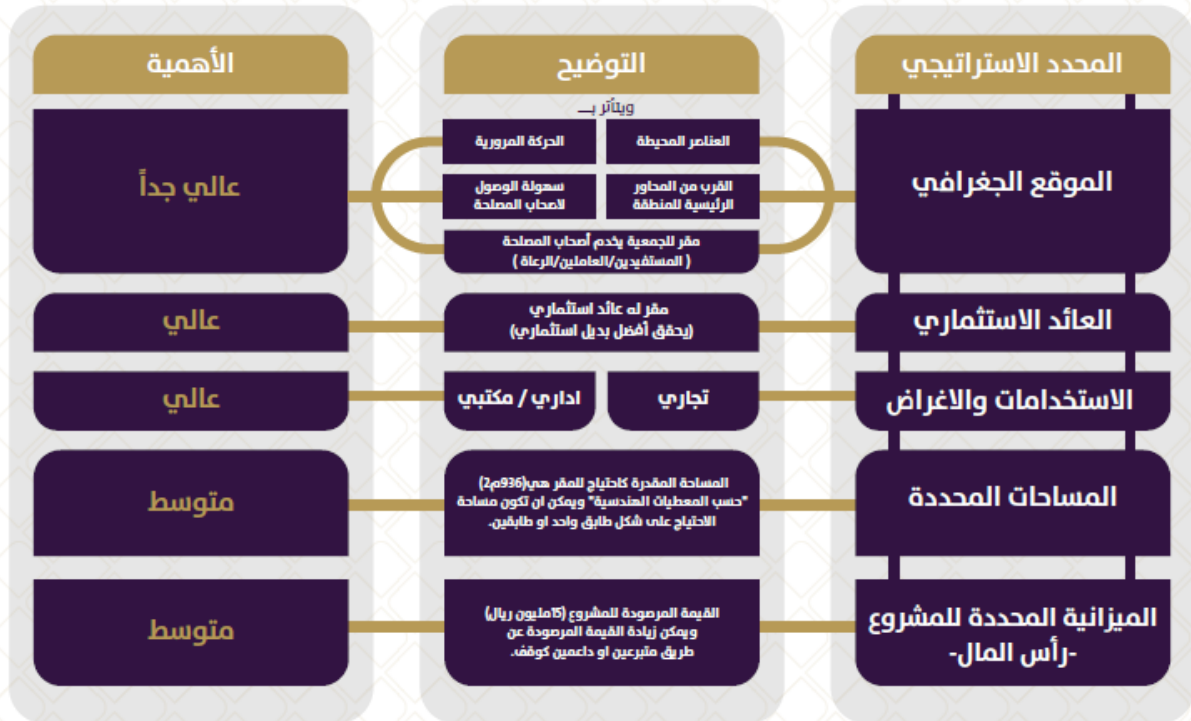 المحدد الاستراتيجي
التوضيح
الأهمية
الموقع الجغرافي
ويتأثر بـــ
العناصر المحيطة
الحركة المرورية
القرب من المحاور
الرئيسية للمنطقة
سهولة الوصول
لاصحاب المصلحة
مقر للجمعية يخدم أصحاب المصلحة
( المستفيدين/العاملين/الرعاة )
عالي جداً
العائد الاستثماري
مقر له عائد استثماري
(يحقق أفضل بديل استثماري)
عالي
الاستخدامات والاغراض
تجاري
اداري / مكتبي
عالي
المساحات المحددة
المساحة المقدرة كاحتياج للمقر هي(936م2)
"حسب المعطيات الهندسية" ويمكن ان تكون مساحة
الاحتياج على شكل طابق واحد او طابقين.
متوسط
الميزانية المحددة للمشروع
-رأس المال-
القيمة المرصودة للمشروع (15مليون ريال)
ويمكن زيادة القيمة المرصودة عن
طريق متبرعين او داعمين كوقف.
متوسط